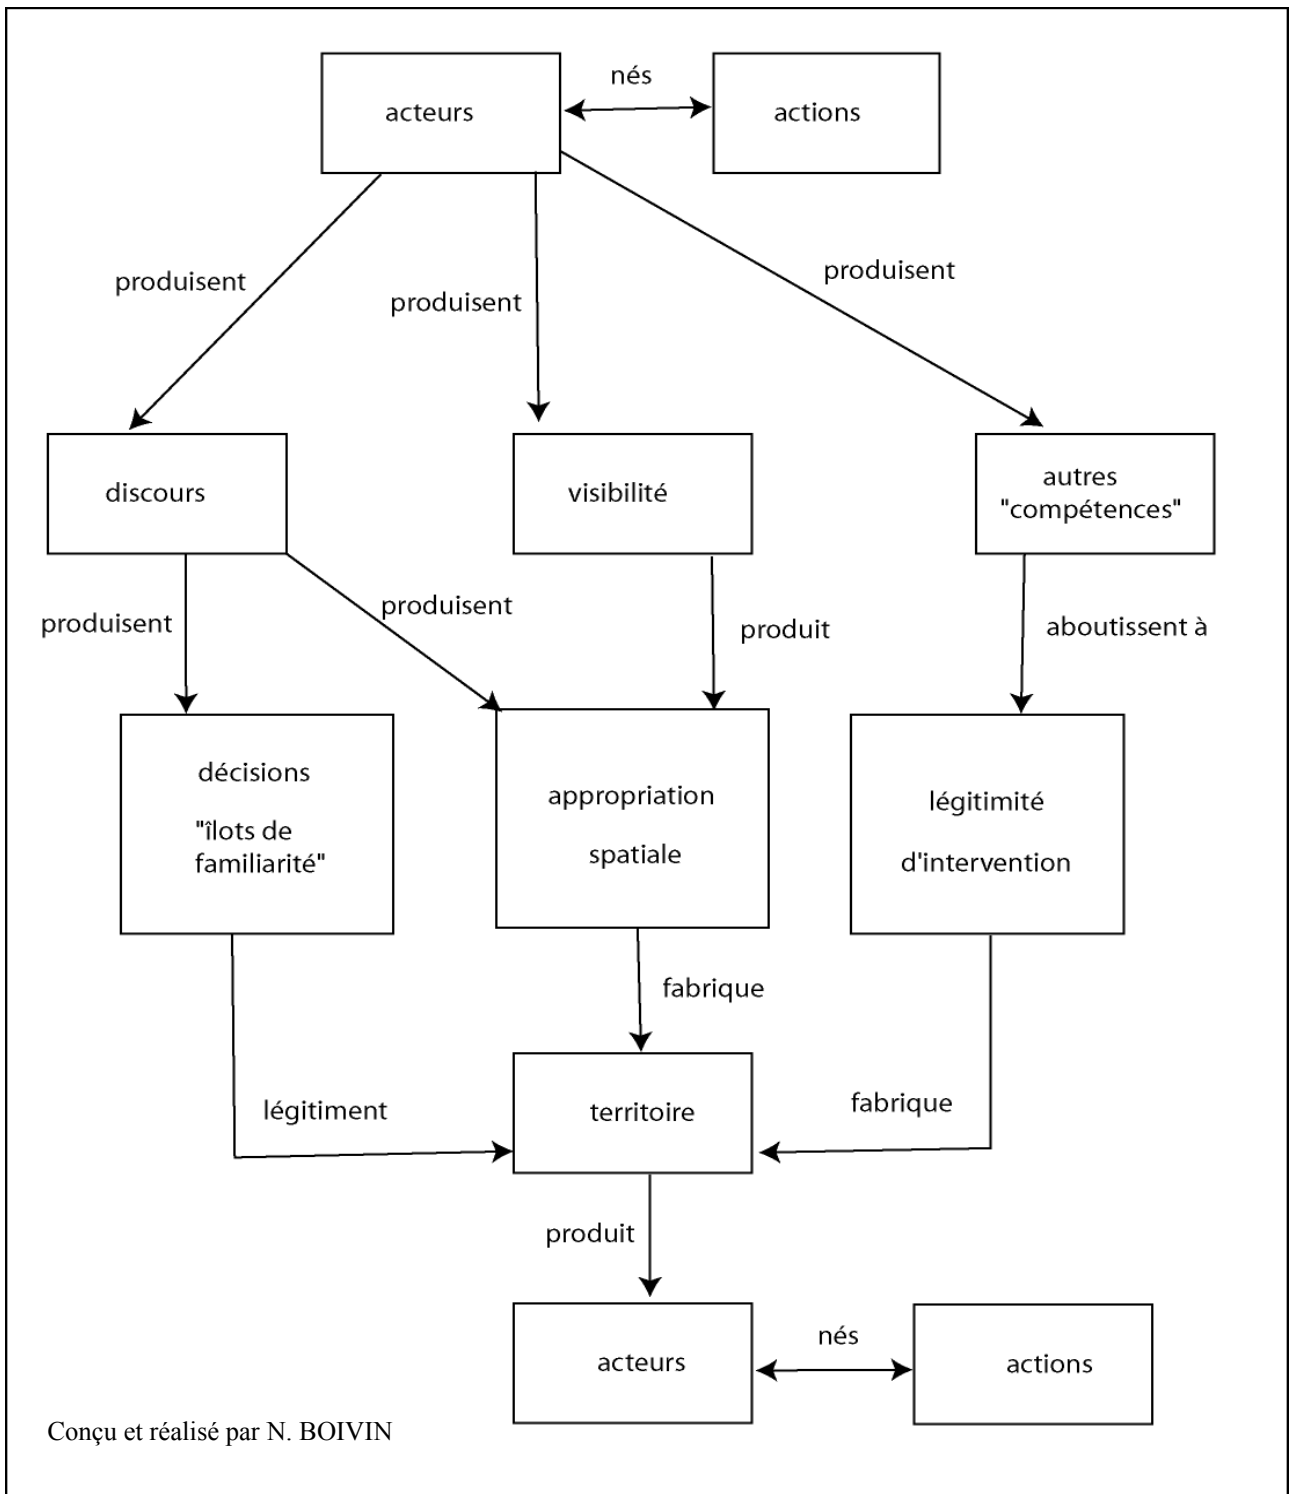 nés
acteurs
actions
produisent
produisent
produisent
discours
visibilité
autres
"compétences"
produisent
produisent
produit
aboutissent à
décisions
"îlots de
familiarité"
appropriation
spatiale
légitimité
d'intervention
fabrique
légitiment
territoire
fabrique
produit
acteurs
nés
actions
Conçu et réalisé par N. BOIVIN